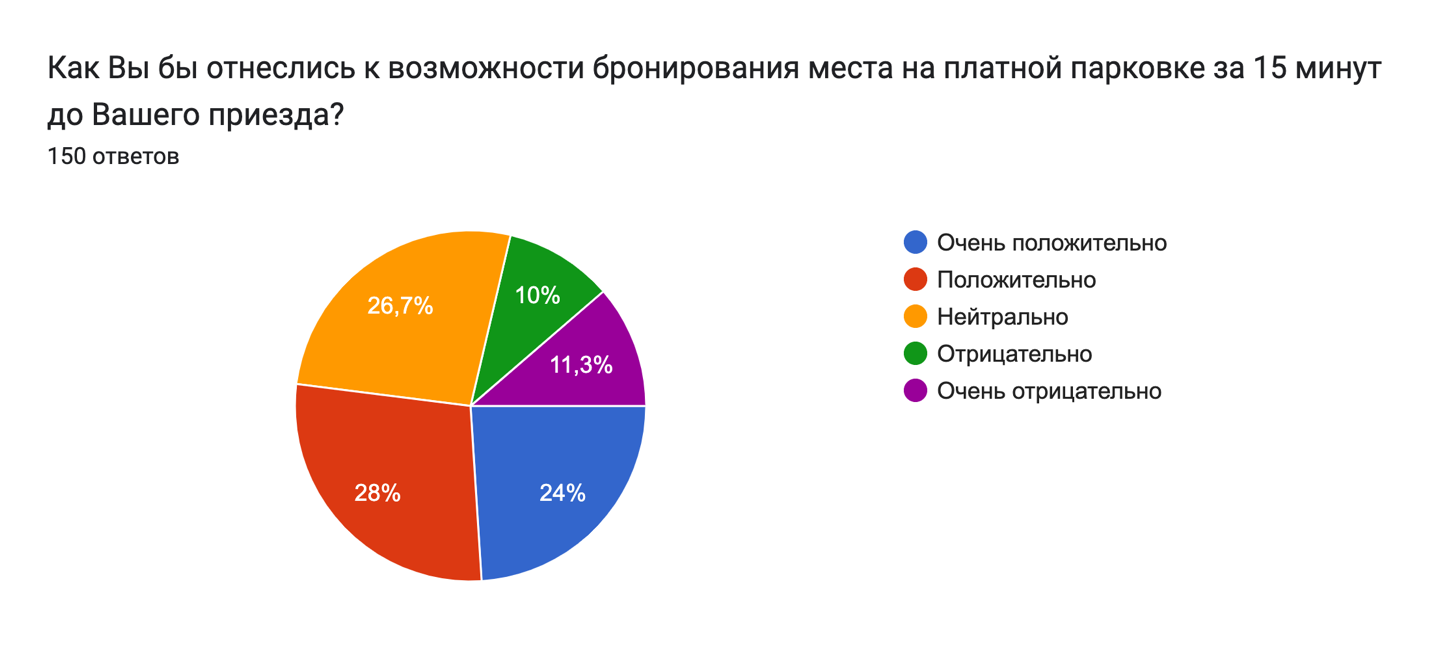 Как Вы бы отнеслись к возможности бронирования места на платной парковке за 15 минут
до Вашего приезда?
150 ответов
26,7%
10%
11,3%
28%
24%
Очень положительно
Положительно
Нейтрально
Отрицательно
Очень отрицательно